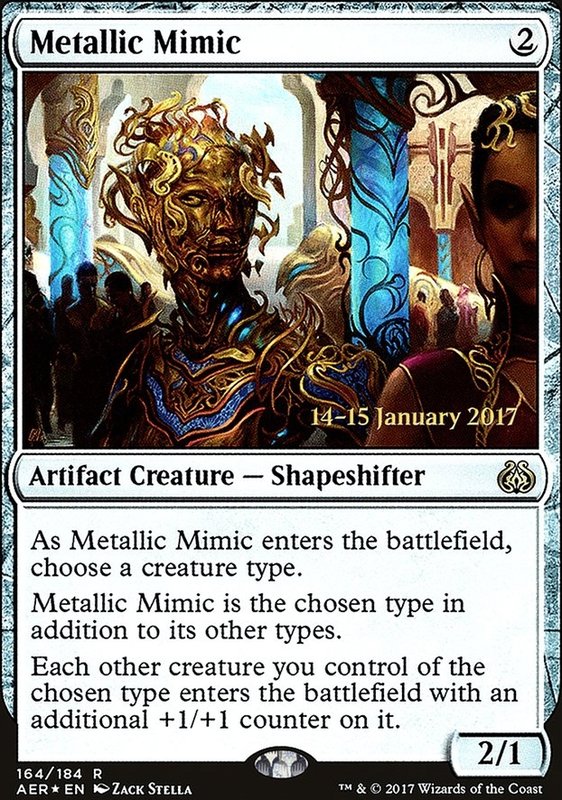 Metallic Mimic 2
14-15 January 2017
Artifact Creature — Shapeshifter
As Metallic Mimic enters the battlefield,
choose a creature type.
Metallic Mimic is the chosen type in
addition to its other types.
Each other creature you control of the
chosen type enters the battlefield with an
additional +1/+1 counter on it.
2/1
164/184 R
AER★EN Zack Stella
™ & © 2017 Wizards of the Coast